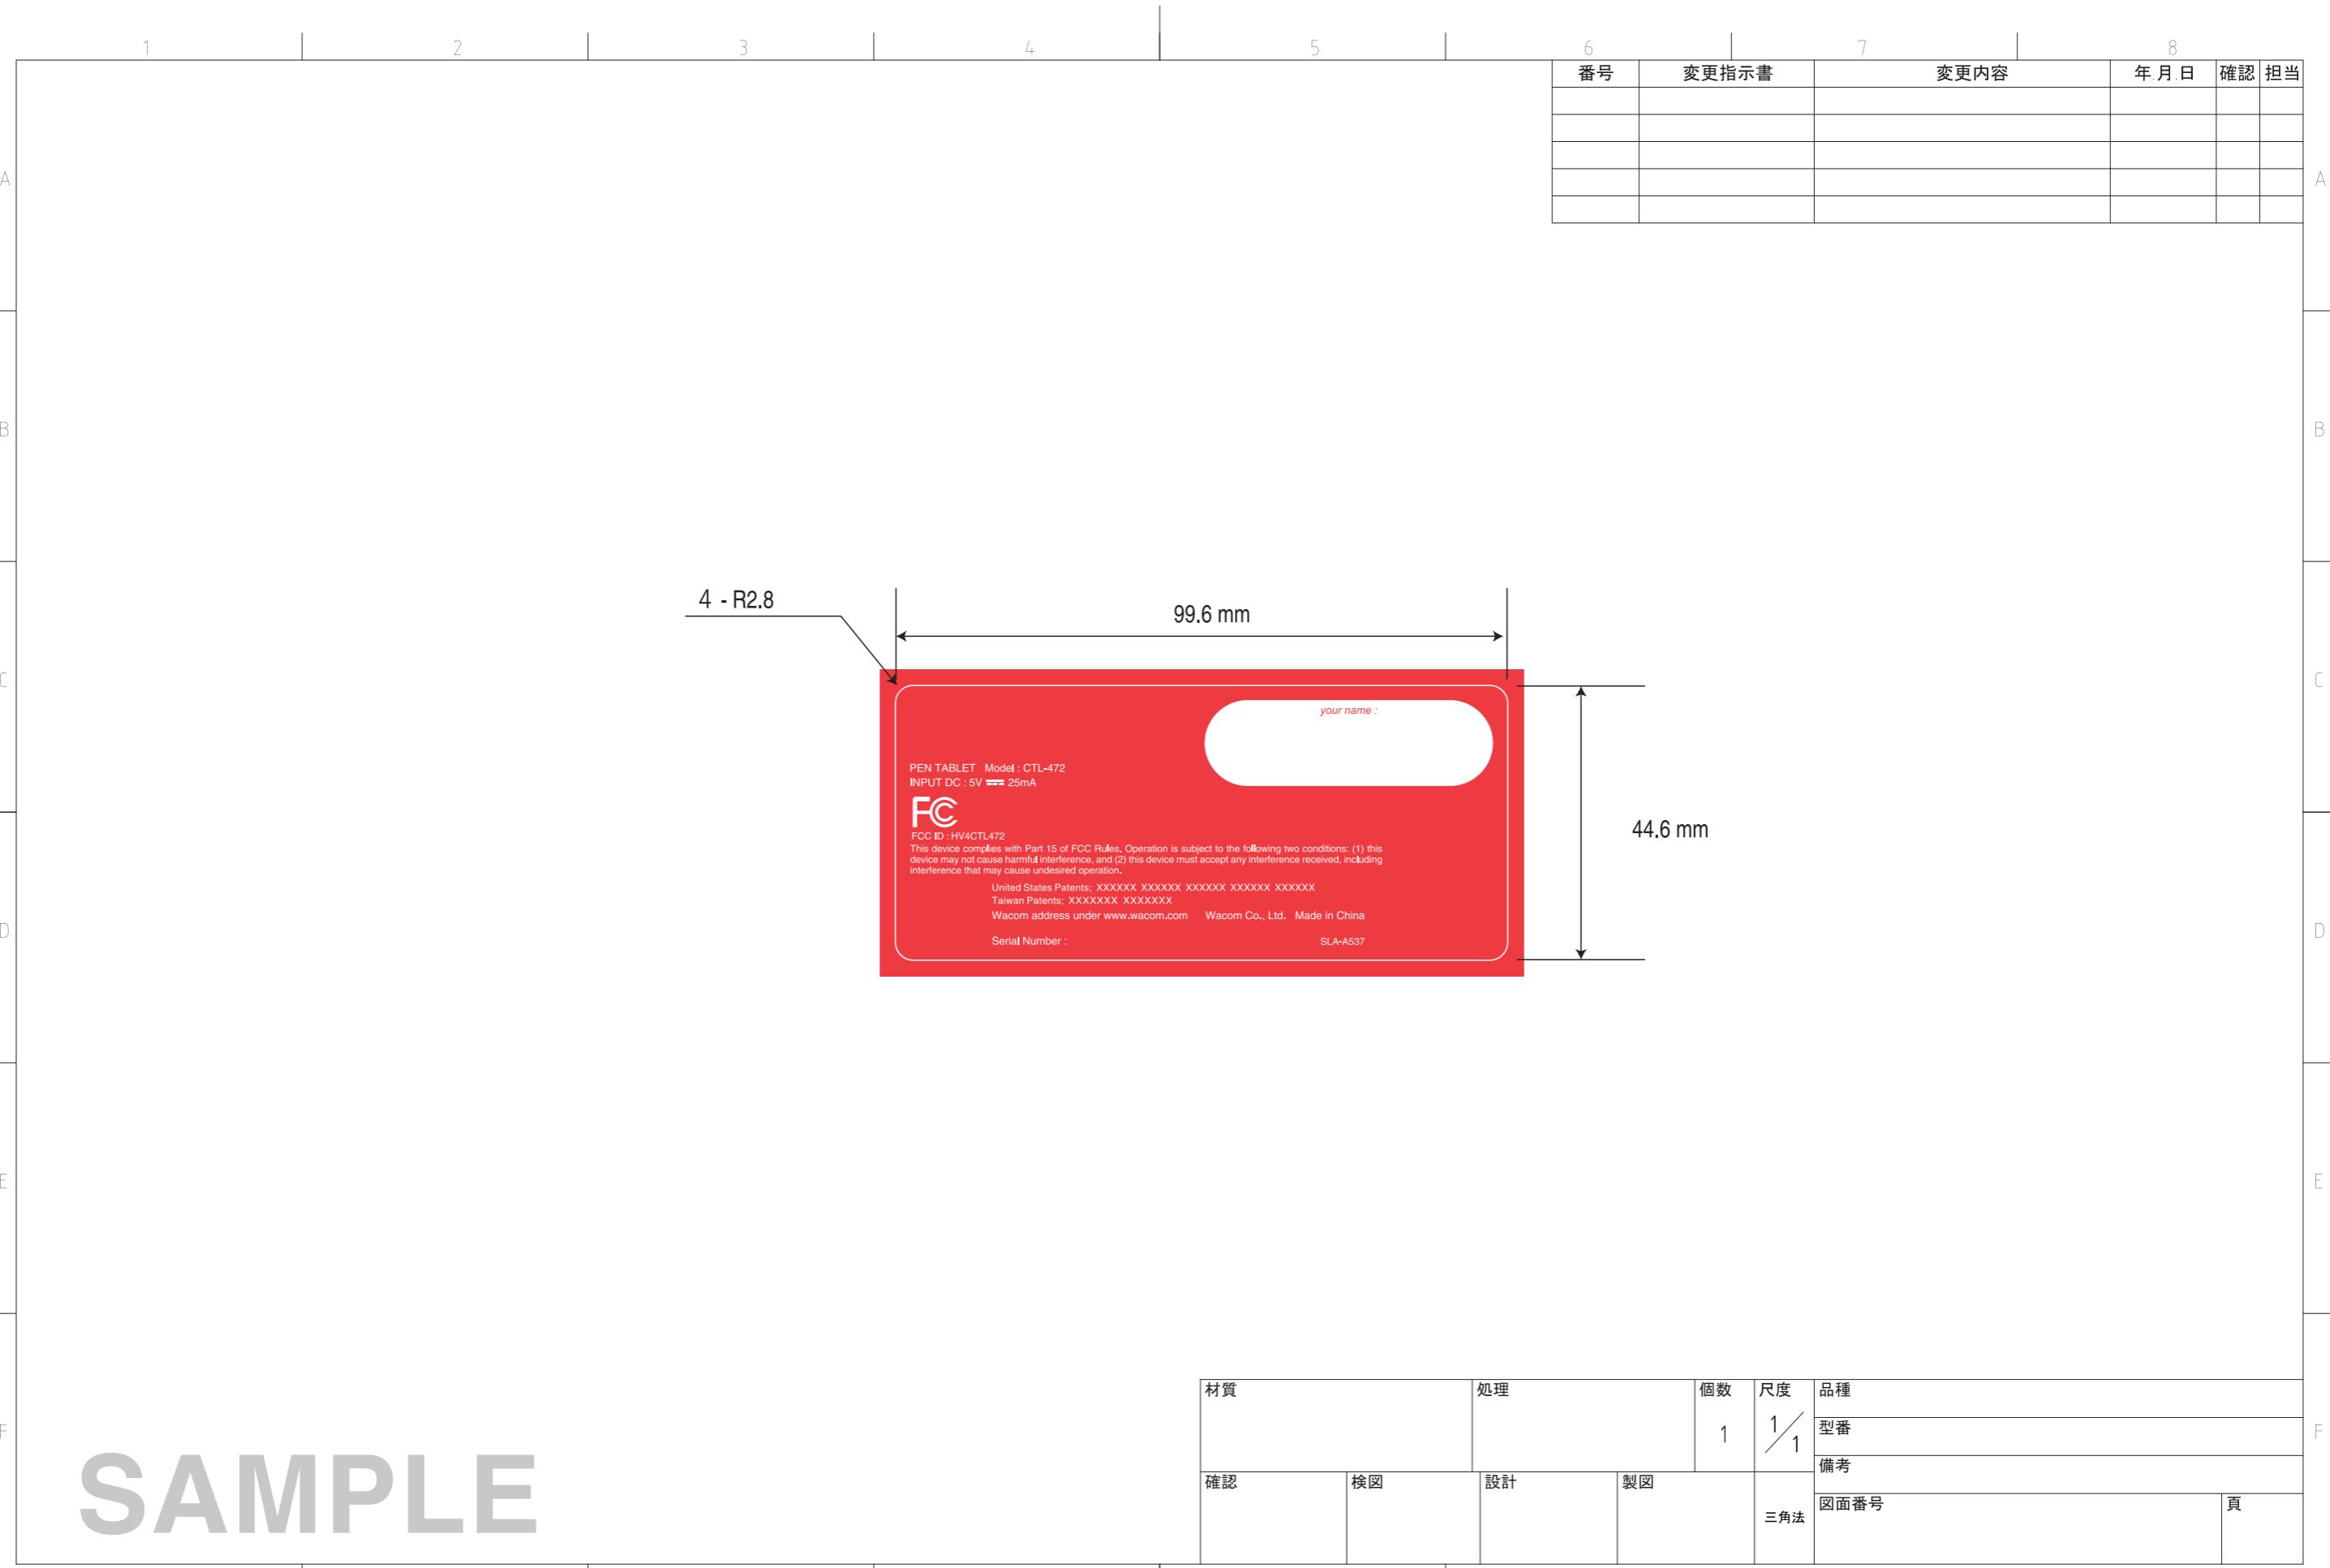 1 2 3 4 5 6 7 8
番号 変更指示書 変更内容 年.月.日 確認 担当
A A
B B
4 - R2.8
99.6 mm
C C
your name :
PEN TABLET Model : CTL-472
INPUT DC : 5V 25mA
FC
FCC ID : HV4CTL472
44.6 mm
This device complies with Part 15 of FCC Rules, Operation is subject to the following two conditions: (1) this
device may not cause harmful interference, and (2) this device must accept any interference received, including
interference that may cause undesired operation.
United States Patents; XXXXXX XXXXXX XXXXXX XXXXXX XXXXXX
Taiwan Patents; XXXXXXX XXXXXXX
Wacom address under www.wacom.com Wacom Co., Ltd. Made in China
D D
Serial Number : SLA-A537
E E
材質 処理 個数 尺度 品種
1 1/1
型番
F F
備考
確認 検図 設計 製図
三角法
図面番号 頁
SAMPLE